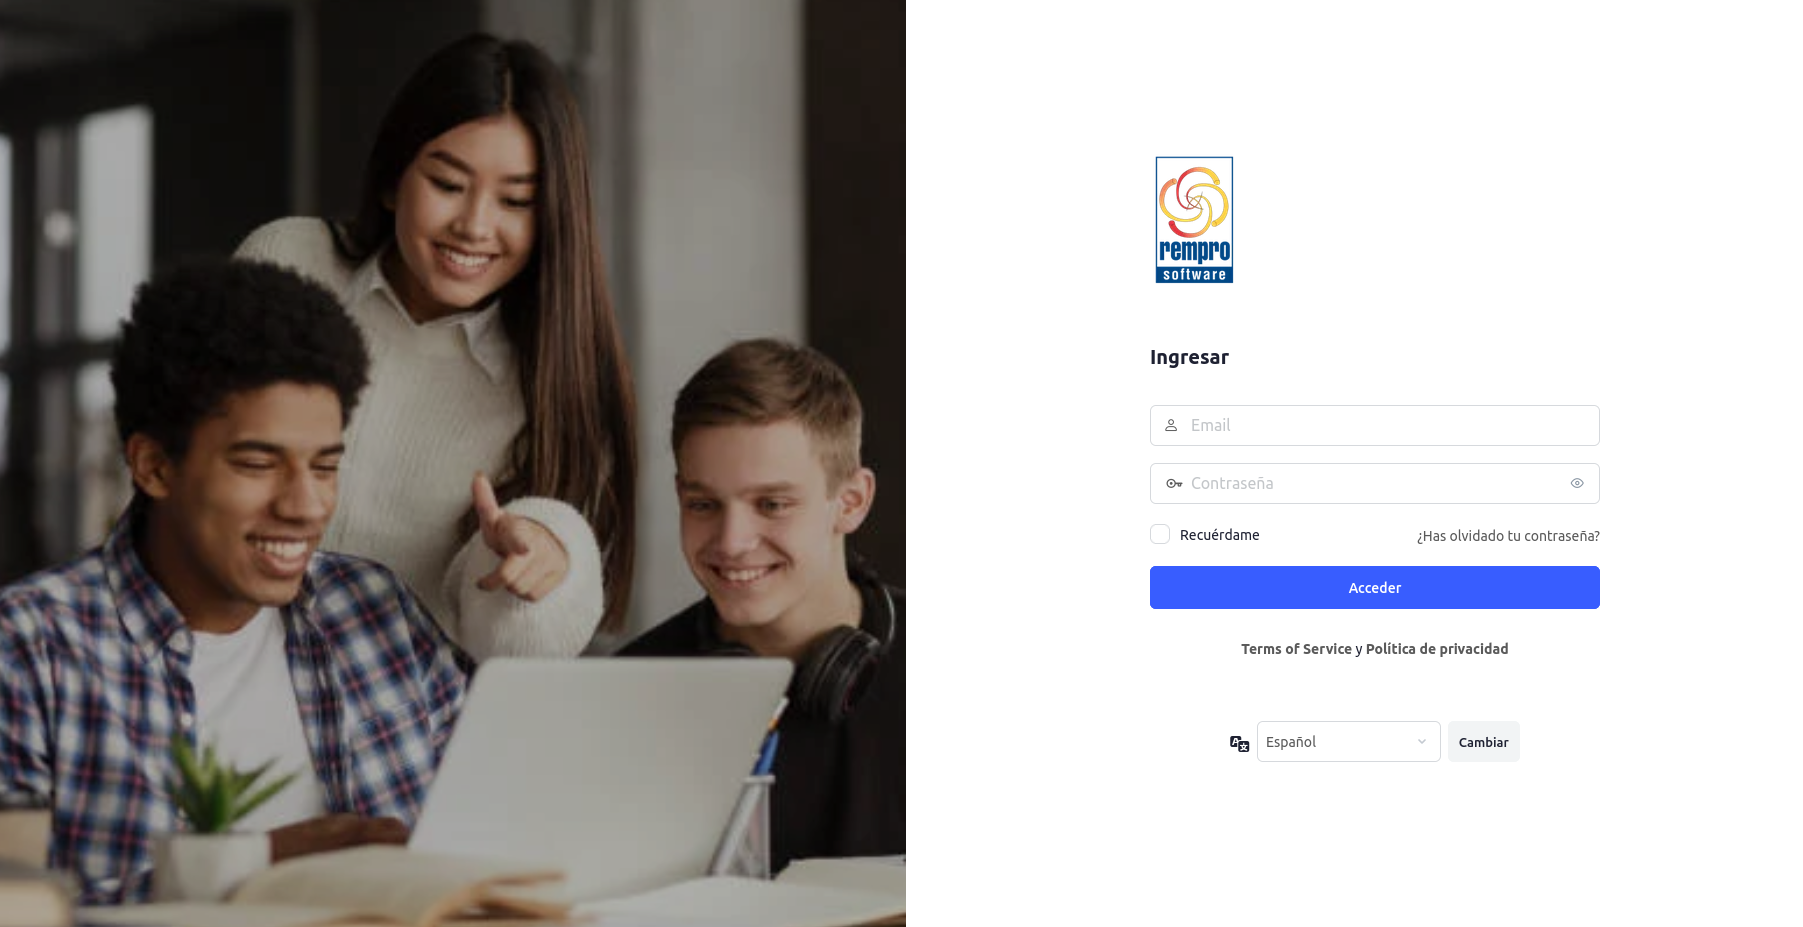 rempro
software
Ingresar
Email
Contraseña
Recuérdame
¿Has olvidado tu contraseña?
Acceder
Terms of Service y Política de privacidad
Español
Cambiar